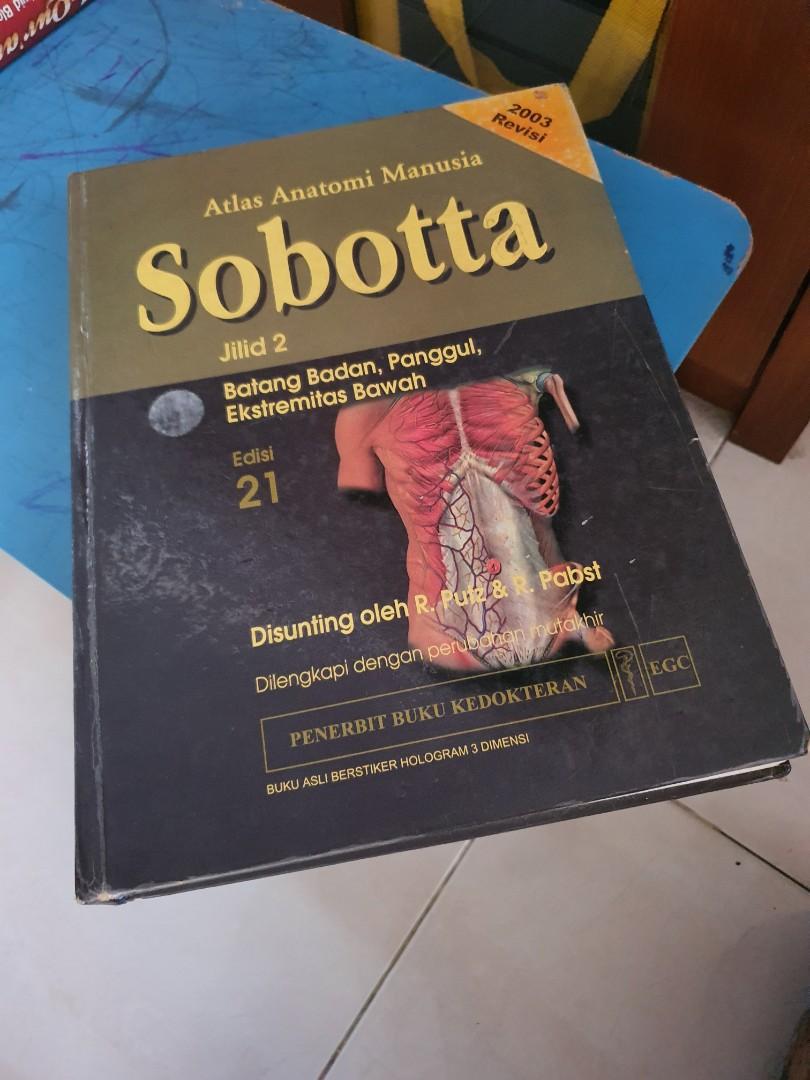 2003
Revisi
Atlas Anatomi Manusia
Sobotta
Jilid 2
Batang Badan, Panggul,
Ekstremitas Bawah
Edisi
21
Disunting oleh R. Putz & R. Pabst
Dilengkapi dengan perubahan mutakhir
PENERBIT BUKU KEDOKTERAN EGC
BUKU ASLI BERSTIKER HOLOGRAM 3 DIMENSI